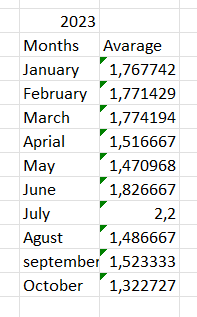 2023
Months Avarage
January 1,767742
February 1,771429
March 1,774194
Aprial 1,516667
May 1,470968
June 1,826667
July 2,2
Agust 1,486667
september 1,523333
October 1,322727